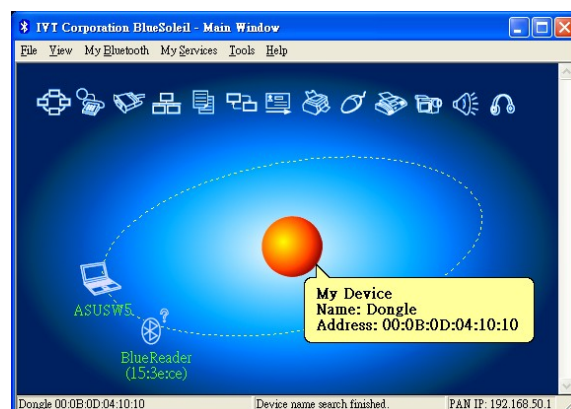 IVT Corporation BlueSoleil - Main Window
File View My Bluetooth My Services Tools Help
My Device
Name: Dongle
Address: 00:0B:0D:04:10:10
ASUSW5
?
BlueReader
(15:3e:ce)
Dongle 00:0B:0D:04:10:10 Device name search finished. PAN IP: 192.168.50.1